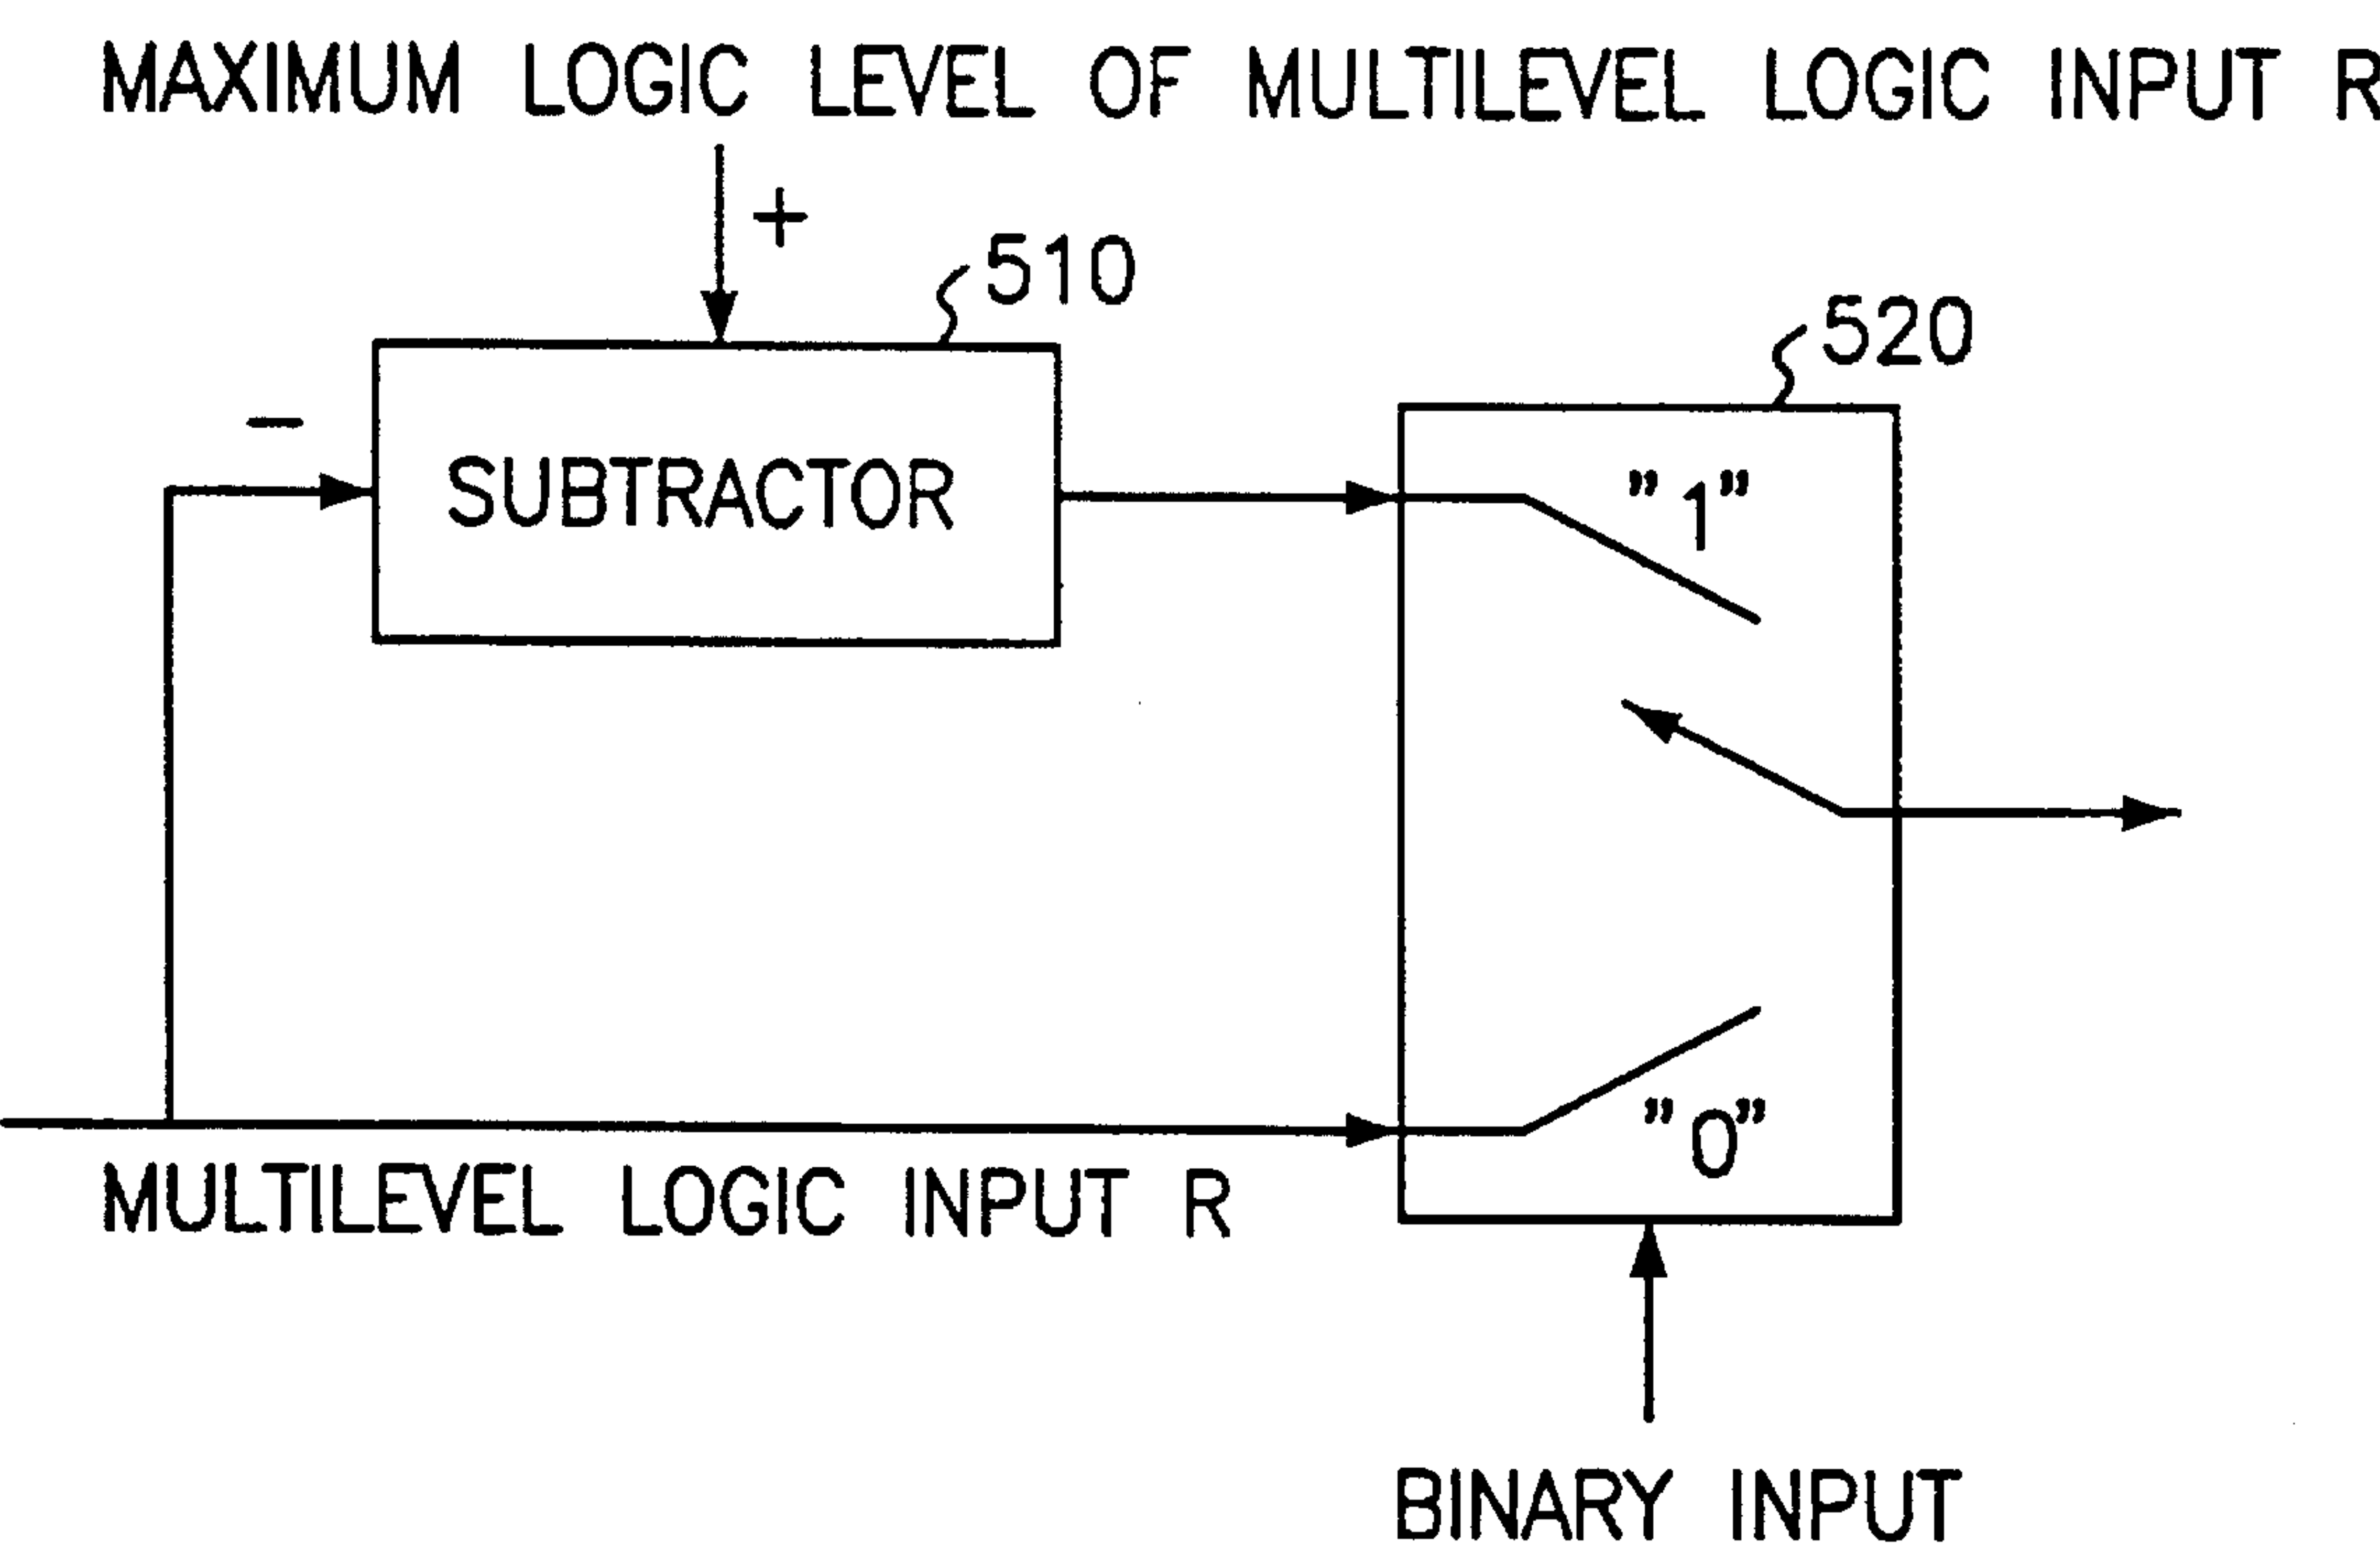 MAXIMUM LOGIC LEVEL OF MULTILEVEL LOGIC INPUT R
+
510
520
−
SUBTRACTOR
"1"
"0"
MULTILEVEL LOGIC INPUT R
BINARY INPUT